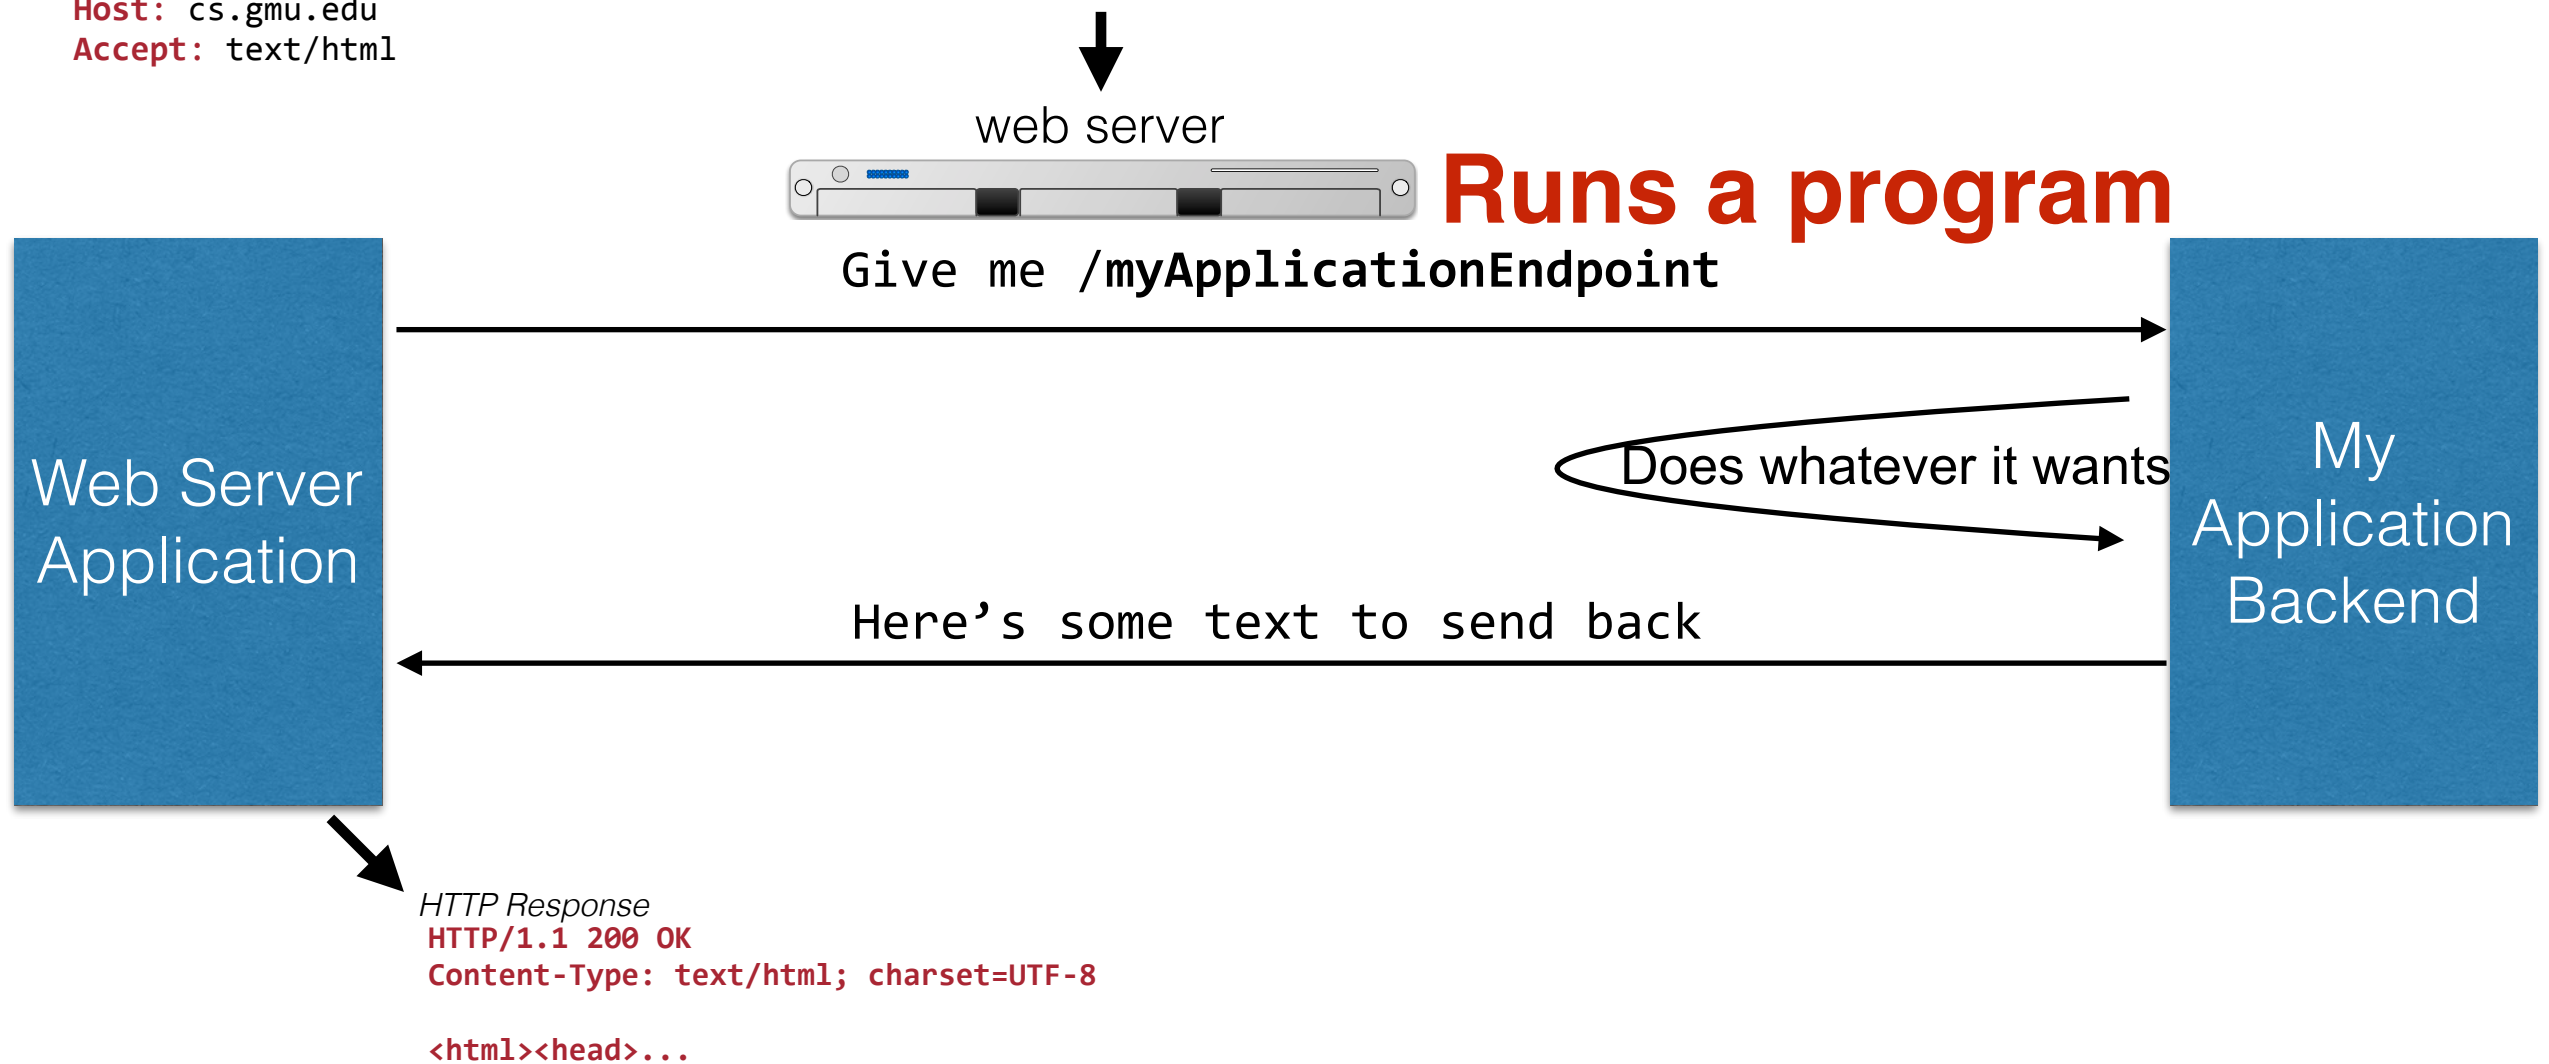 Host: cs.gmu.edu
Accept: text/html
web server
Runs a program
Give me /myApplicationEndpoint
Does whatever it wants
Web Server
Application
My
Application
Backend
Here’s some text to send back
HTTP Response
HTTP/1.1 200 OK
Content-Type: text/html; charset=UTF-8
<html><head>...